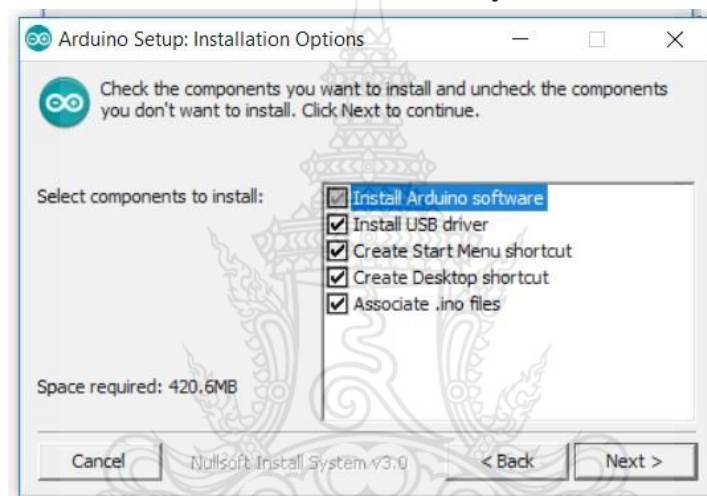 Arduino Setup: Installation Options
Check the components you want to install and uncheck the components
you don't want to install. Click Next to continue.
Select components to install:
Install Arduino software
Install USB driver
Create Start Menu shortcut
Create Desktop shortcut
Associate .ino files
Space required: 420.6MB
Cancel
Nullsoft Install System v3.0
< Back
Next >